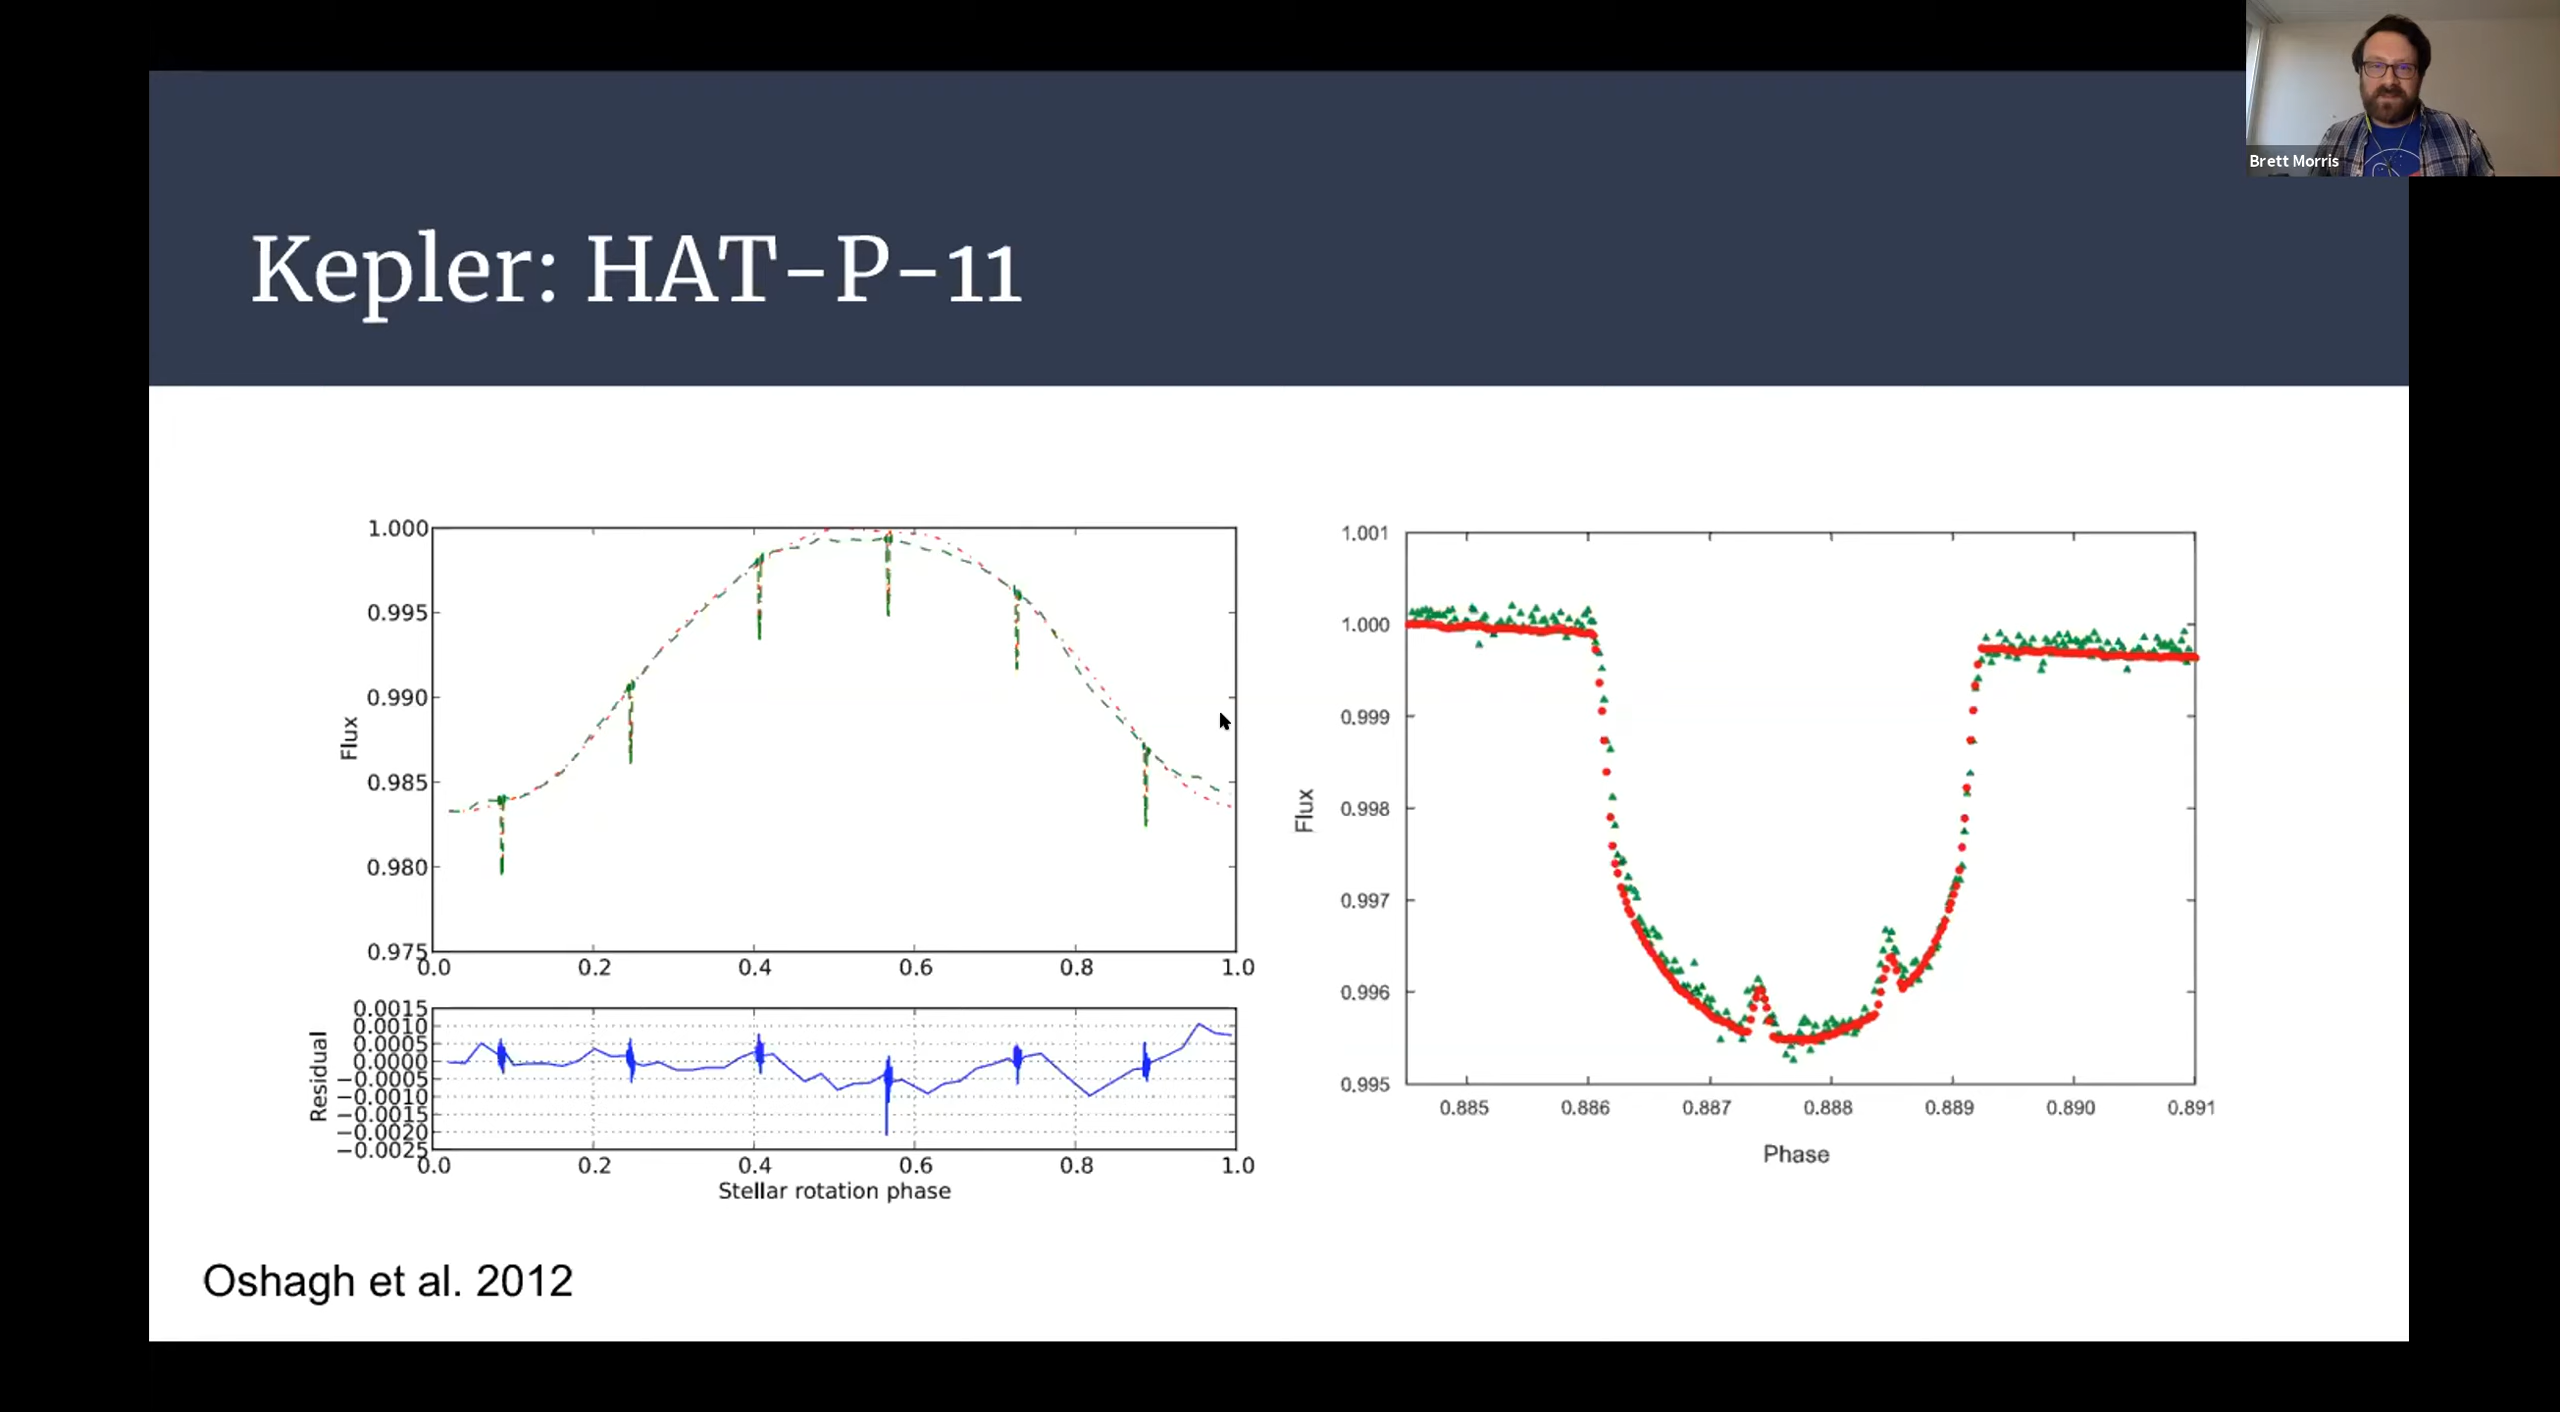 Brett Morris
Kepler: HAT-P-11
1.000
0.995
0.990
0.985
0.980
0.975
Flux
0.0 0.2 0.4 0.6 0.8 1.0
0.0015
0.0010
0.0005
0.0000
−0.0005
−0.0010
−0.0015
−0.0020
−0.0025
Residual
0.0 0.2 0.4 0.6 0.8 1.0
Stellar rotation phase
1.001
1.000
0.999
0.998
0.997
0.996
0.995
Flux
0.885 0.886 0.887 0.888 0.889 0.890 0.891
Phase
Oshagh et al. 2012